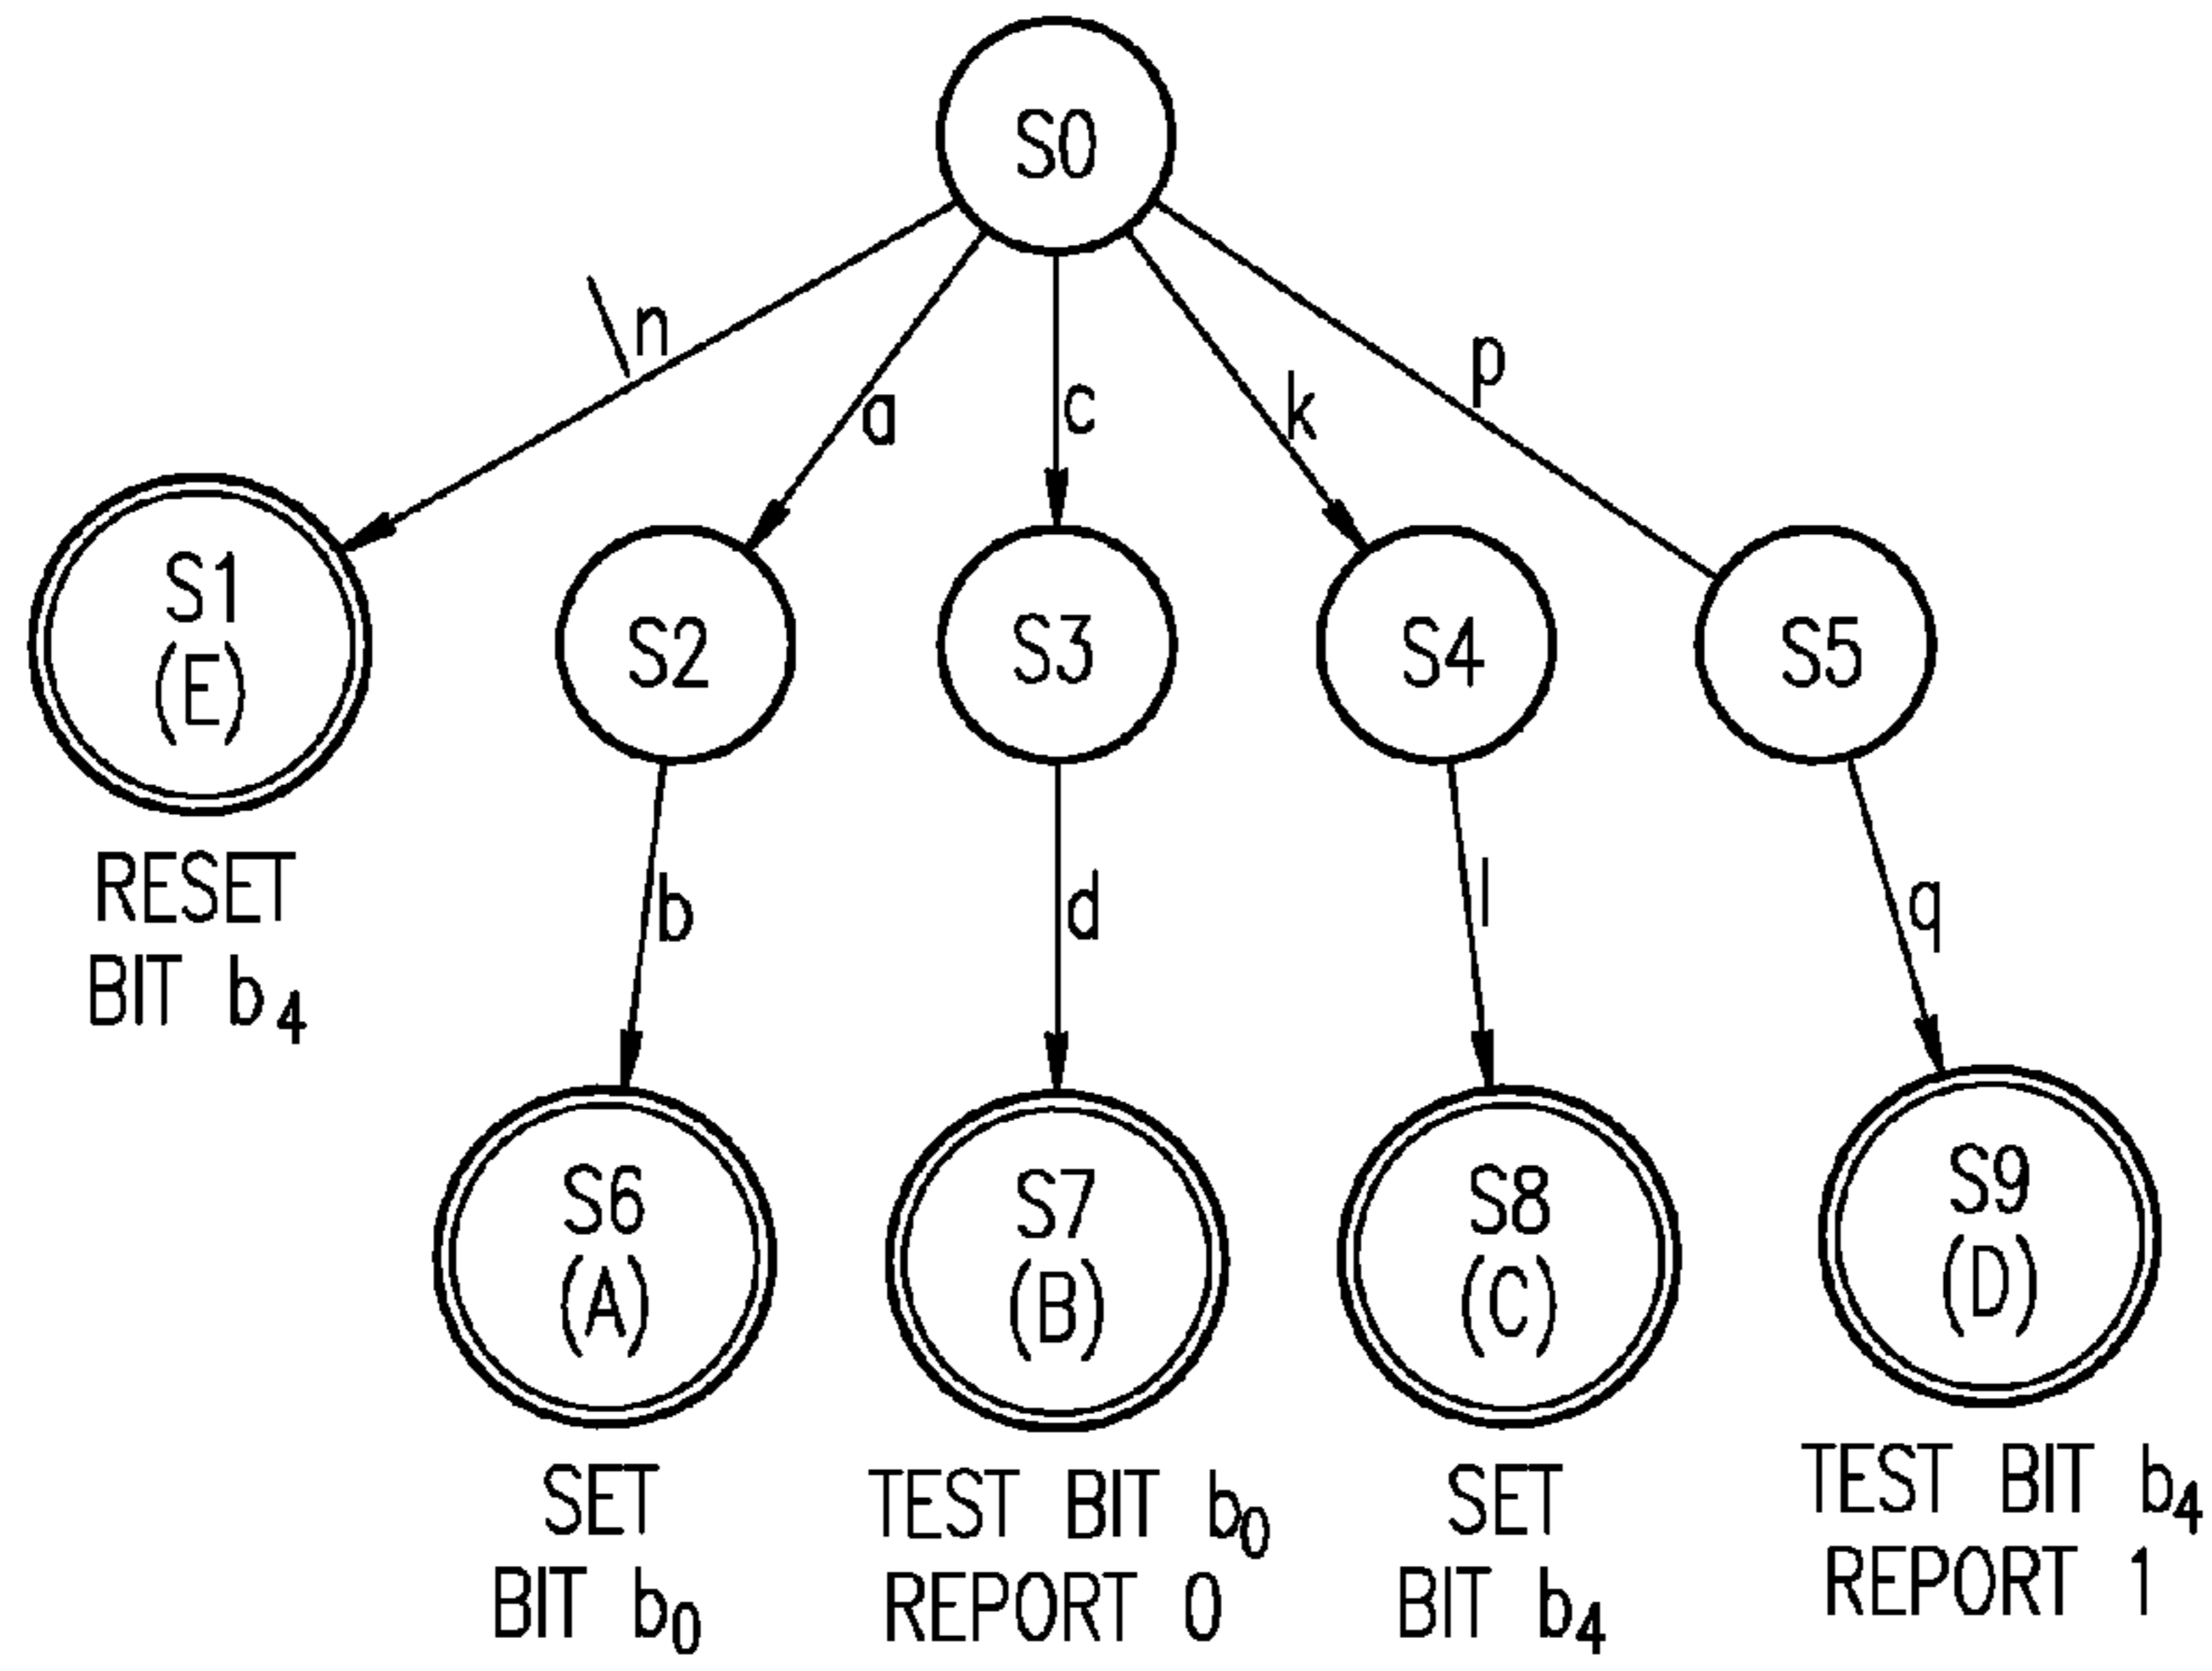 S0
\n
a
c
k
p
S1
(E)
S2
S3
S4
S5
RESET
BIT b4
b
d
l
q
S6
(A)
S7
(B)
S8
(C)
S9
(D)
SET
BIT b0
TEST BIT b0
REPORT 0
SET
BIT b4
TEST BIT b4
REPORT 1